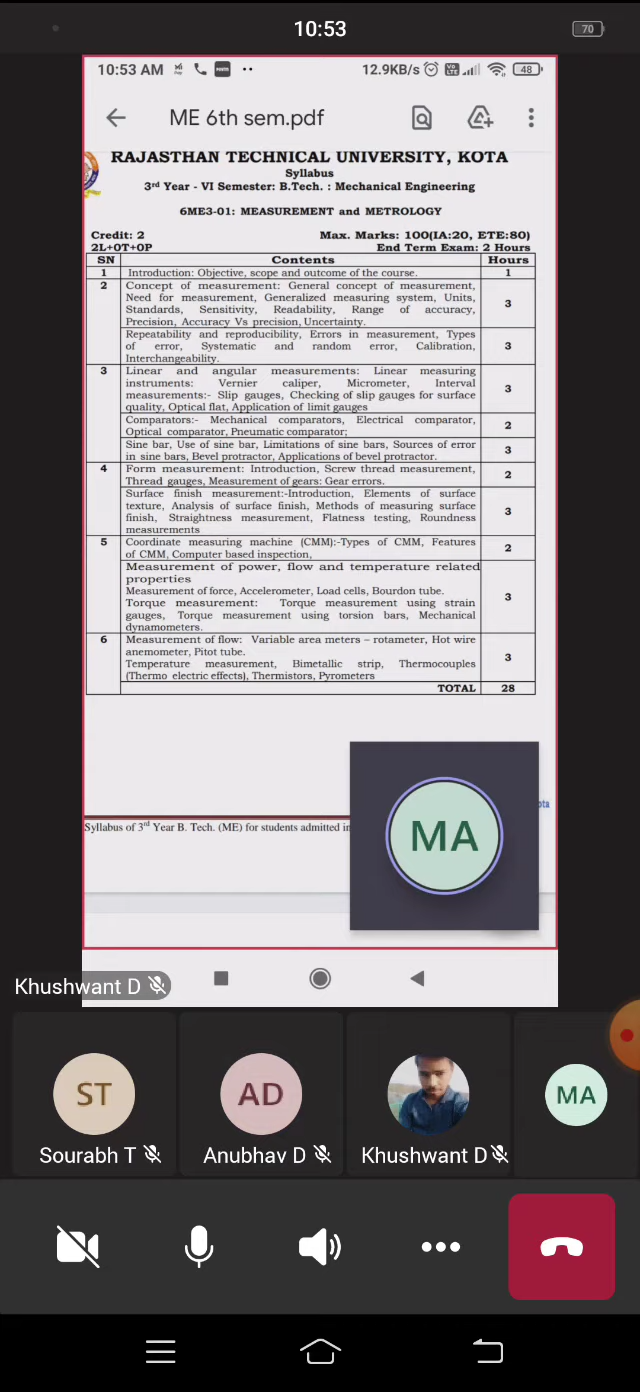 10:53
70
10:53 AM
12.9KB/s
48
ME 6th sem.pdf
RAJASTHAN TECHNICAL UNIVERSITY, KOTA
Syllabus
3rd Year - VI Semester: B.Tech. : Mechanical Engineering
6ME3-01: MEASUREMENT and METROLOGY
Credit: 2 Max. Marks: 100(IA:20, ETE:80)
2L+0T+0P End Term Exam: 2 Hours
SN Contents Hours
1 Introduction: Objective, scope and outcome of the course. 1
2 Concept of measurement: General concept of measurement,
Need for measurement, Generalized measuring system, Units,
Standards, Sensitivity, Readability, Range of accuracy,
Precision, Accuracy Vs precision, Uncertainty.
3
Repeatability and reproducibility, Errors in measurement, Types
of error, Systematic and random error, Calibration,
Interchangeability.
3
3 Linear and angular measurements: Linear measuring
instruments: Vernier caliper, Micrometer, Interval
measurements:- Slip gauges, Checking of slip gauges for surface
quality, Optical flat, Application of limit gauges
3
Comparators:- Mechanical comparators, Electrical comparator,
Optical comparator, Pneumatic comparator;
2
Sine bar, Use of sine bar, Limitations of sine bars, Sources of error
in sine bars, Bevel protractor, Applications of bevel protractor.
3
4 Form measurement: Introduction, Screw thread measurement,
Thread gauges, Measurement of gears: Gear errors.
2
Surface finish measurement:-Introduction, Elements of surface
texture, Analysis of surface finish, Methods of measuring surface
finish, Straightness measurement, Flatness testing, Roundness
measurements
3
5 Coordinate measuring machine (CMM):-Types of CMM, Features
of CMM, Computer based inspection,
2
Measurement of power, flow and temperature related
properties
Measurement of force, Accelerometer, Load cells, Bourdon tube.
Torque measurement: Torque measurement using strain
gauges, Torque measurement using torsion bars, Mechanical
dynamometers.
3
6 Measurement of flow: Variable area meters – rotameter, Hot wire
anemometer, Pitot tube.
Temperature measurement, Bimetallic strip, Thermocouples
(Thermo electric effects), Thermistors, Pyrometers
3
TOTAL 28
ota
Syllabus of 3rd Year B. Tech. (ME) for students admitted in
MA
Khushwant D
ST
AD
MA
Sourabh T
Anubhav D
Khushwant D